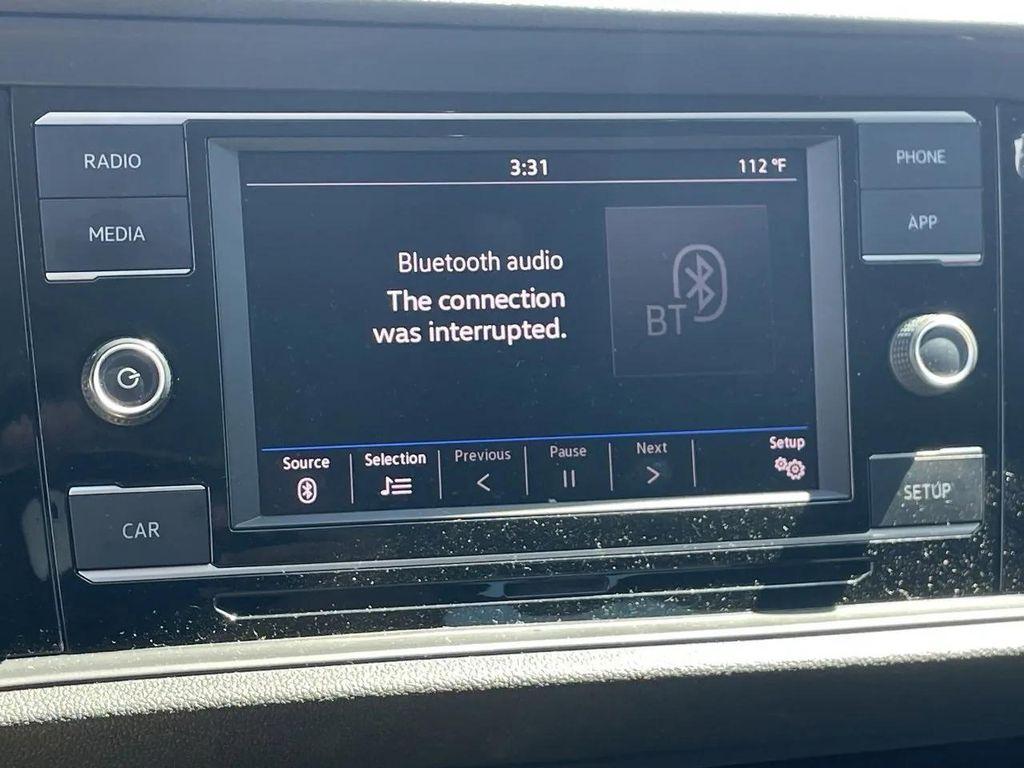 RADIO
MEDIA
3:31
112 °F
PHONE
APP
Bluetooth audio
The connection
was interrupted.
BT
Source
Selection
Previous
Pause
Next
Setup
CAR
SETUP